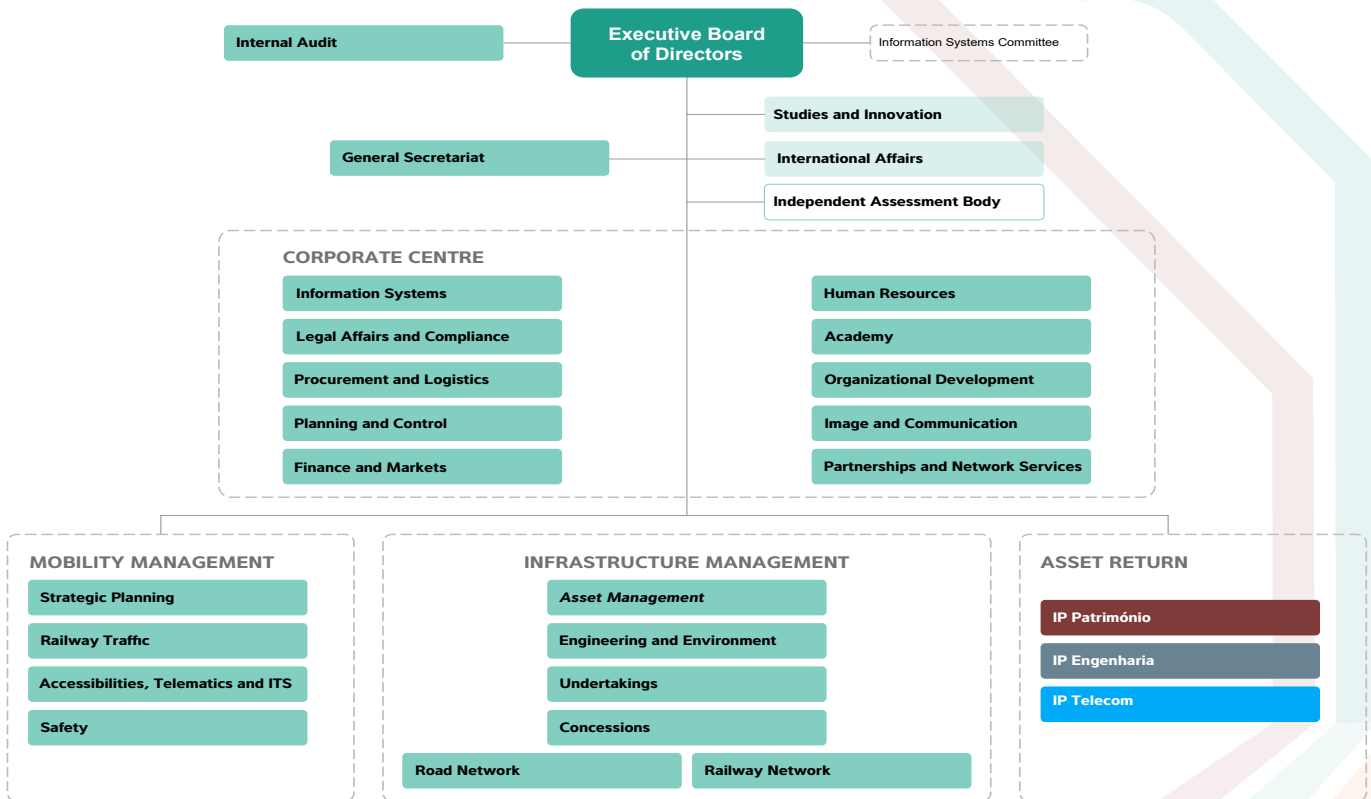 Internal Audit
Executive Board
of Directors
Information Systems Committee
Studies and Innovation
General Secretariat
International Affairs
Independent Assessment Body
CORPORATE CENTRE
Information Systems
Legal Affairs and Compliance
Procurement and Logistics
Planning and Control
Finance and Markets
Human Resources
Academy
Organizational Development
Image and Communication
Partnerships and Network Services
MOBILITY MANAGEMENT
Strategic Planning
Railway Traffic
Accessibilities, Telematics and ITS
Safety
INFRASTRUCTURE MANAGEMENT
Asset Management
Engineering and Environment
Undertakings
Concessions
Road Network
Railway Network
ASSET RETURN
IP Património
IP Engenharia
IP Telecom